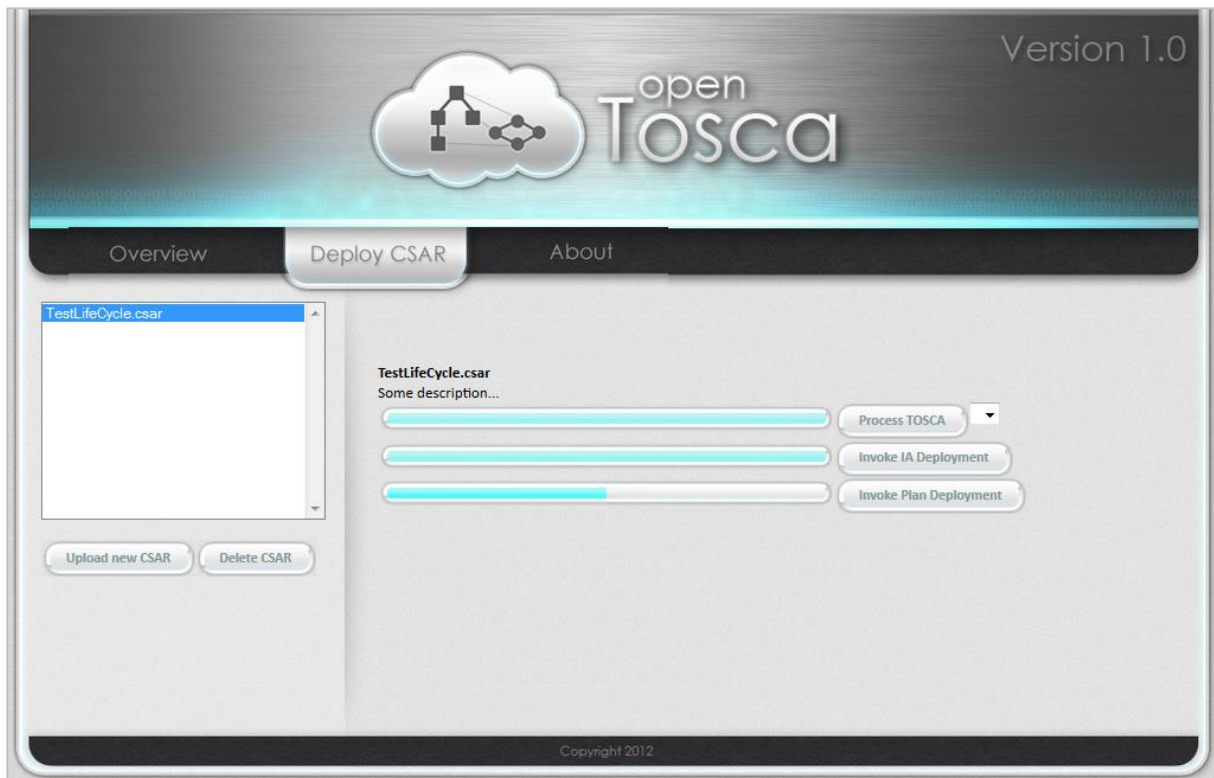 Version 1.0
open
Tosca
Overview
Deploy CSAR
About
TestLifeCycle.csar
TestLifeCycle.csar
Some description...
Process TOSCA
Invoke IA Deployment
Invoke Plan Deployment
Upload new CSAR
Delete CSAR
Copyright 2012